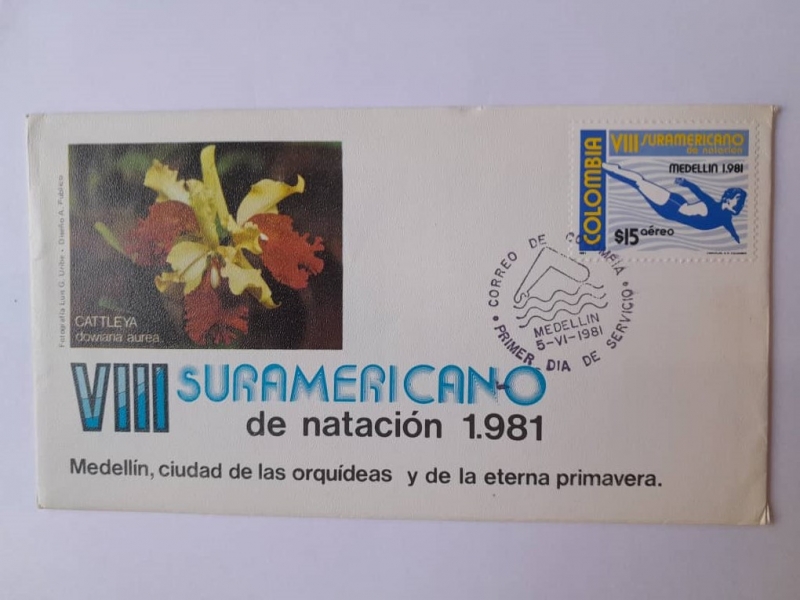 Fotografía Luis G. Uribe • Diseño A. Publico
CATTLEYA
dowiana aurea
VIII SURAMERICANO
de natación 1.981
Medellín, ciudad de las orquídeas y de la eterna primavera.
COLOMBIA
VIII SURAMERICANO
de natación
MEDELLIN 1.981
$15 aéreo
CORREO DE COLOMBIA
MEDELLIN
5-VI-1981
PRIMER DIA DE SERVICIO